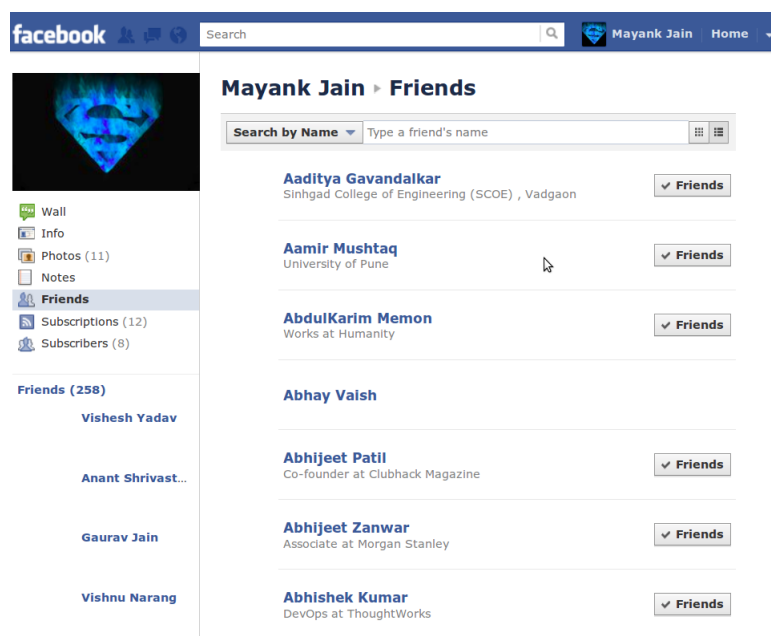 facebook Search Mayank Jain Home
Mayank Jain ▸ Friends
Search by Name Type a friend's name
Wall
Info
Photos (11)
Notes
Friends
Subscriptions (12)
Subscribers (8)
Friends (258)
Vishesh Yadav
Anant Shrivast...
Gaurav Jain
Vishnu Narang
Aaditya Gavandalkar
Sinhgad College of Engineering (SCOE) , Vadgaon
✓ Friends
Aamir Mushtaq
University of Pune
✓ Friends
AbdulKarim Memon
Works at Humanity
✓ Friends
Abhay Vaish
Abhijeet Patil
Co-founder at Clubhack Magazine
✓ Friends
Abhijeet Zanwar
Associate at Morgan Stanley
✓ Friends
Abhishek Kumar
DevOps at ThoughtWorks
✓ Friends